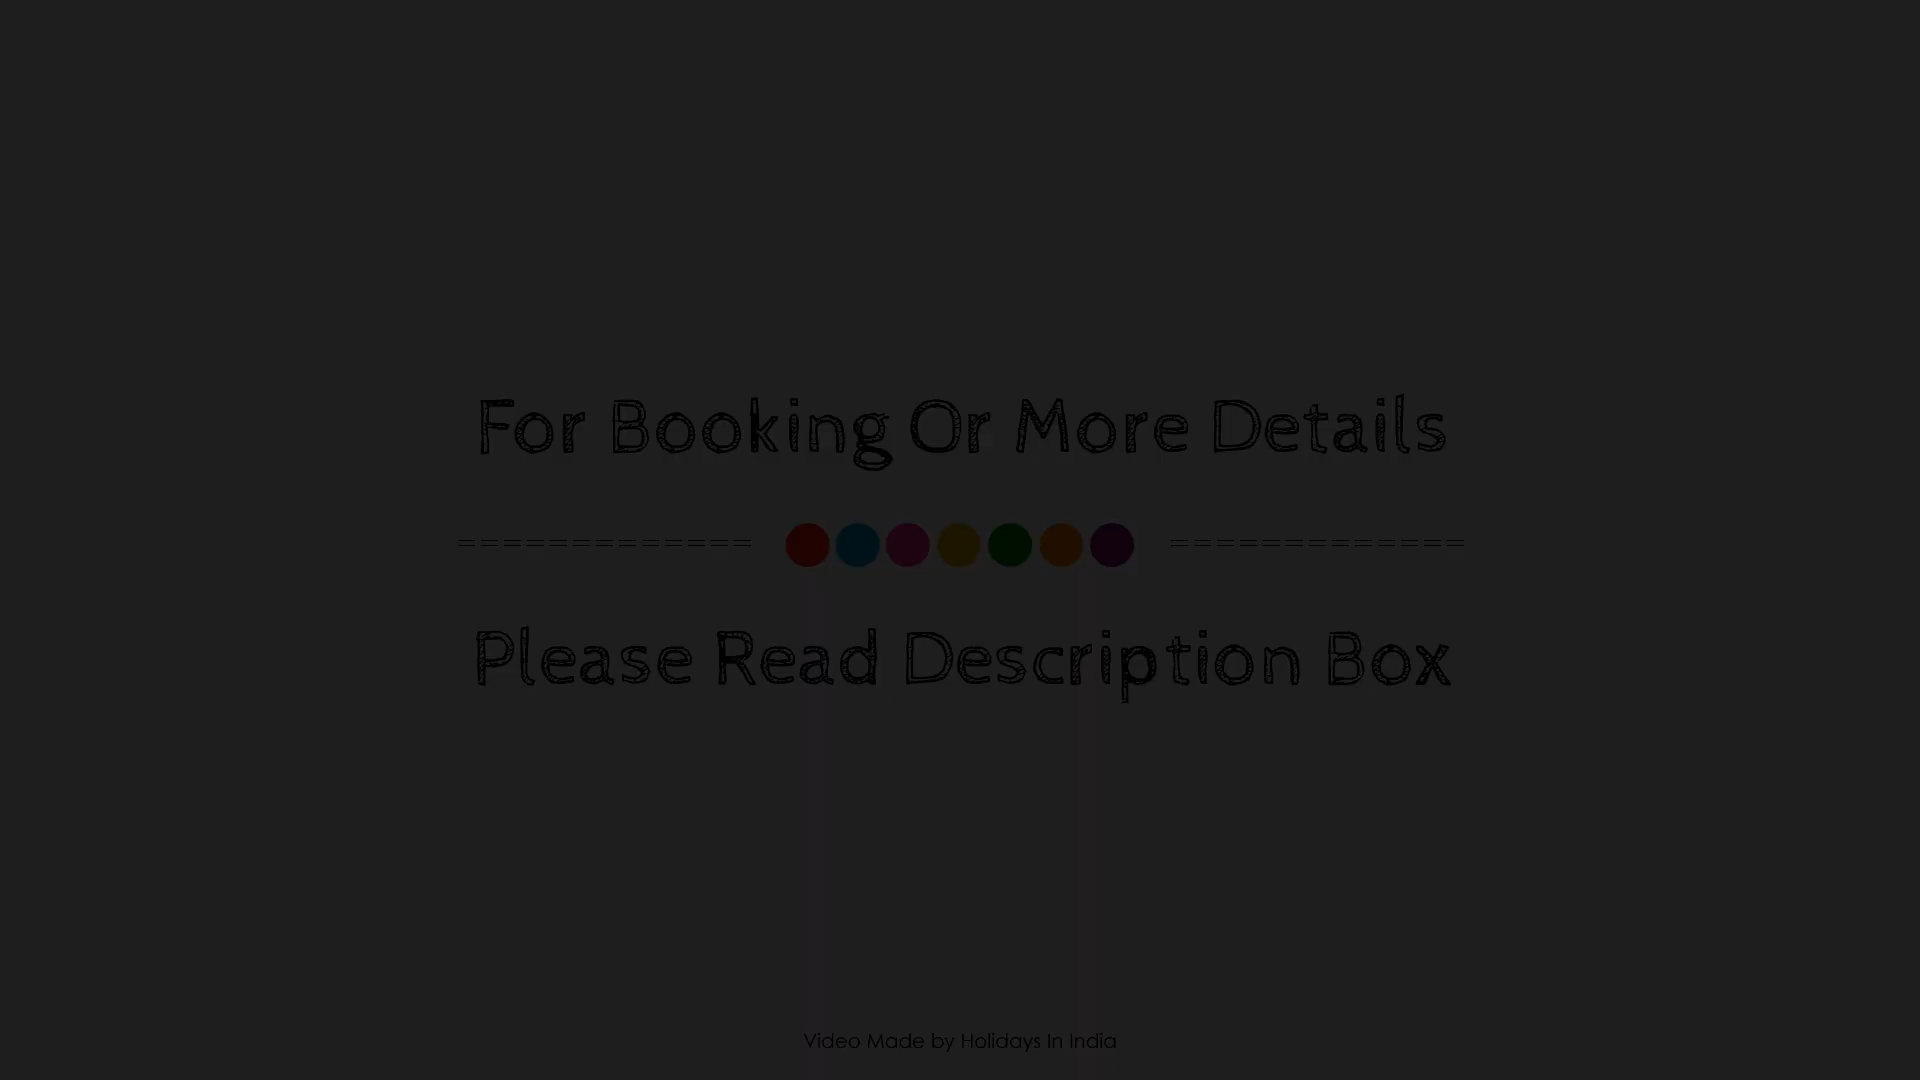 For Booking Or More Details
============= =============
Please Read Description Box
Video Made by Holidays In India